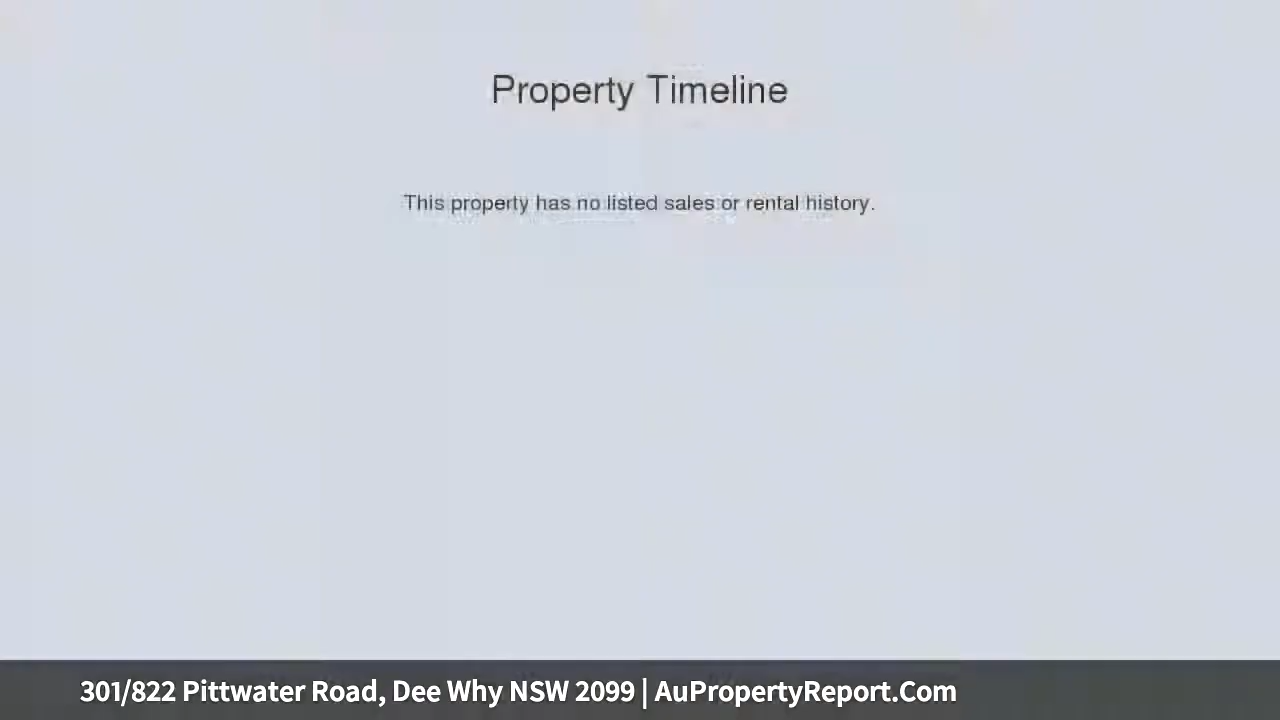 Property Timeline
This property has no listed sales or rental history.
301/822 Pittwater Road, Dee Why NSW 2099 | AuPropertyReport.Com